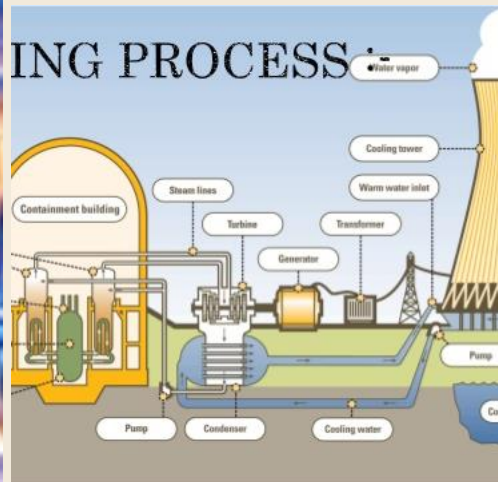 ING PROCESS :-
Water vapor
Cooling tower
Steam lines
Warm water inlet
Containment building
Turbine
Transformer
Generator
Pump
Pump
Condenser
Cooling water